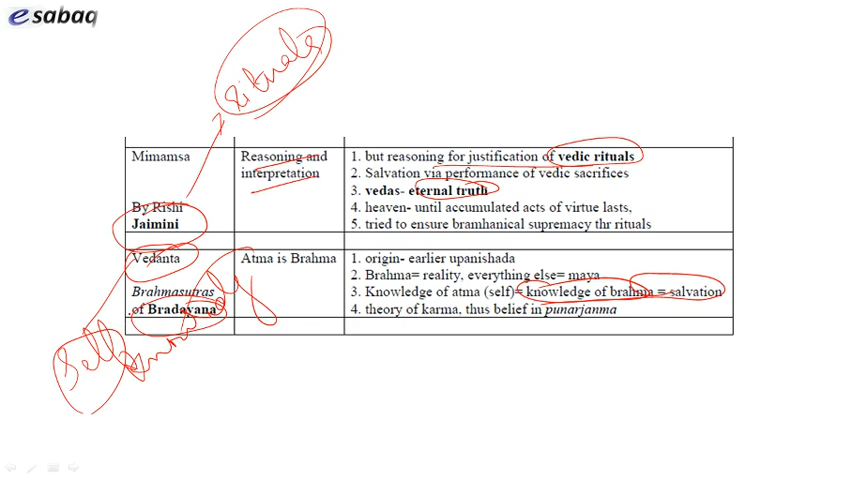 esabaq
Rituals
Mimamsa
By Rishi
Jaimini
Reasoning and
interpretation
1. but reasoning for justification of vedic rituals
2. Salvation via performance of vedic sacrifices
3. vedas- eternal truth
4. heaven- until accumulated acts of virtue lasts,
5. tried to ensure bramhanical supremacy thr rituals
Vedanta
Brahmasutras
of Bradayana
Atma is Brahma
1. origin- earlier upanishada
2. Brahma= reality, everything else= maya
3. Knowledge of atma (self)= knowledge of brahma = salvation
4. theory of karma, thus belief in punarjanma
Self